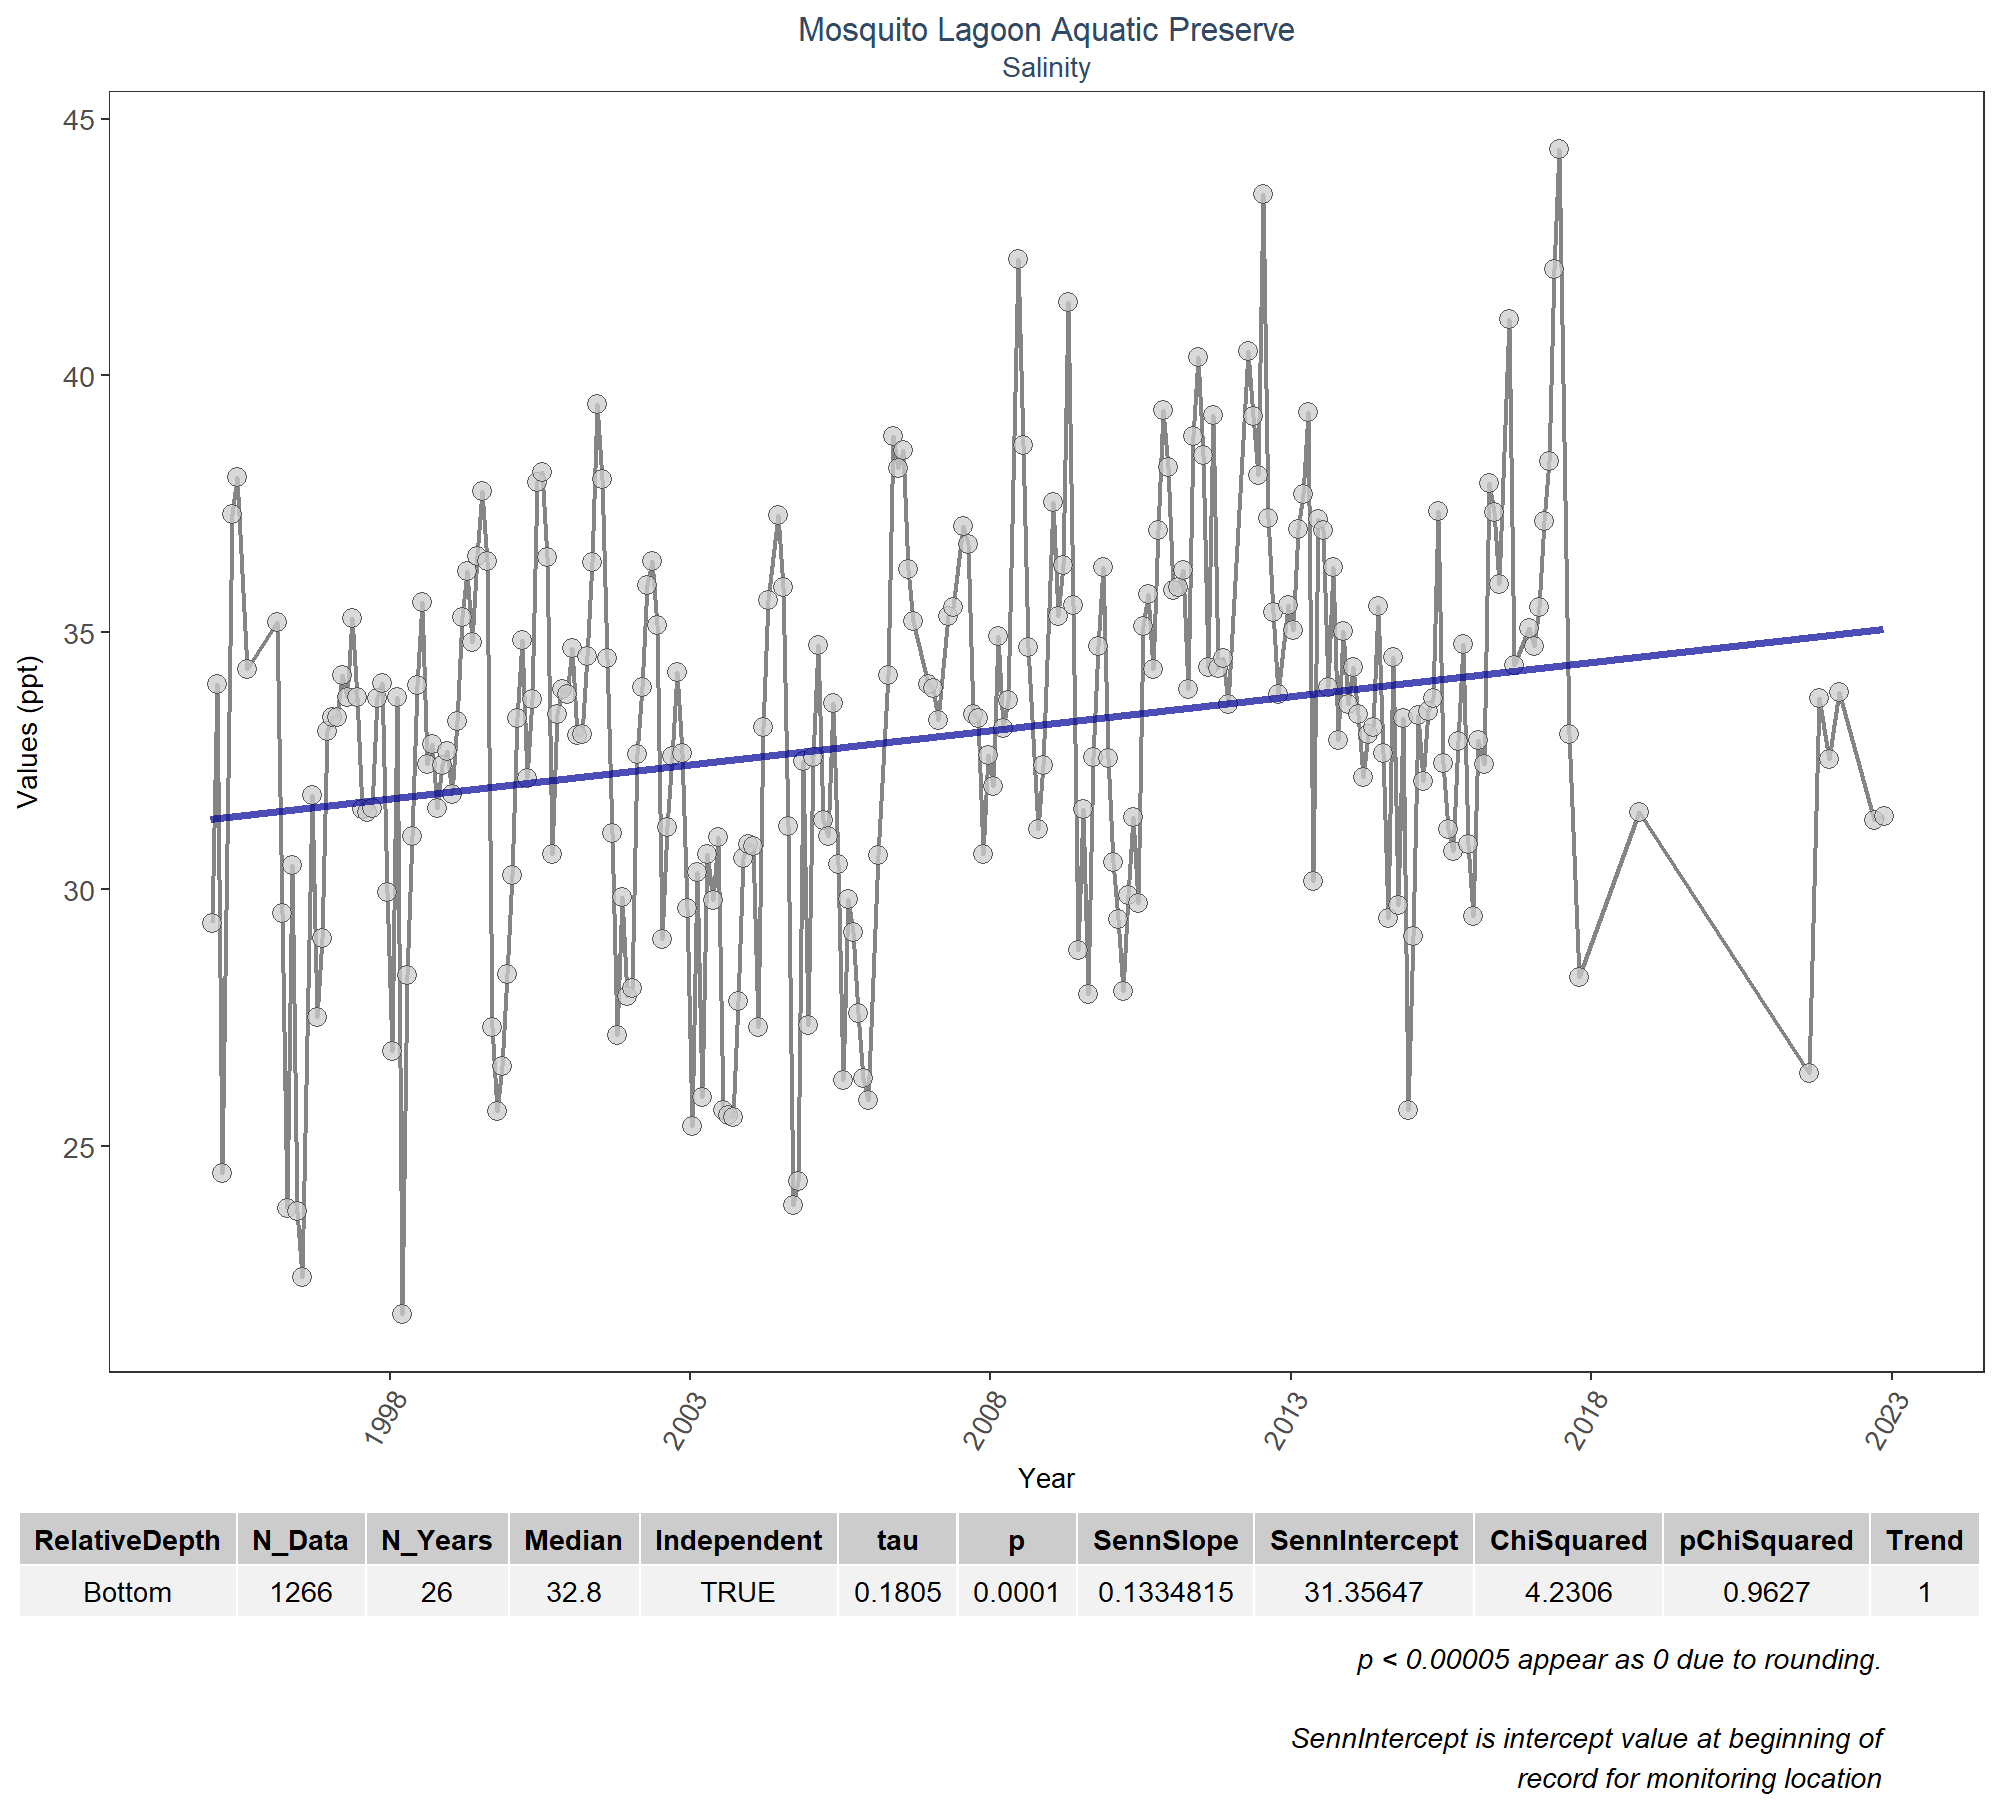 Mosquito Lagoon Aquatic Preserve
Salinity
45
40
35
30
25
Values (ppt)
1998
2003
2008
2013
2018
2023
Year
RelativeDepth N_Data N_Years Median Independent tau p SennSlope SennIntercept ChiSquared pChiSquared Trend
Bottom 1266 26 32.8 TRUE 0.1805 0.0001 0.1334815 31.35647 4.2306 0.9627 1
p < 0.00005 appear as 0 due to rounding.
SennIntercept is intercept value at beginning of
record for monitoring location